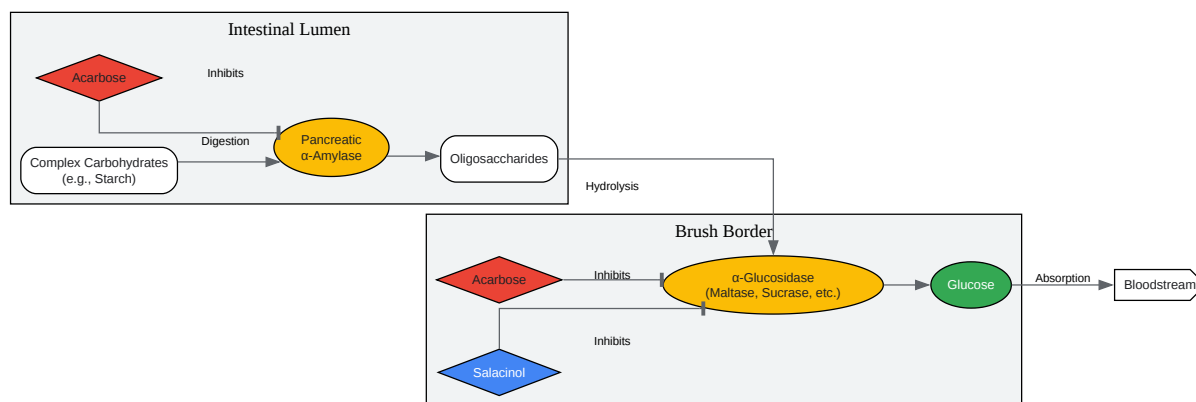 Intestinal Lumen
Acarbose
Inhibits
Digestion
Pancreatic
α-Amylase
Complex Carbohydrates
(e.g., Starch)
Oligosaccharides
Hydrolysis
Brush Border
Acarbose
Inhibits
α-Glucosidase
(Maltase, Sucrase, etc.)
Glucose
Absorption
Bloodstream
Inhibits
Salacinol